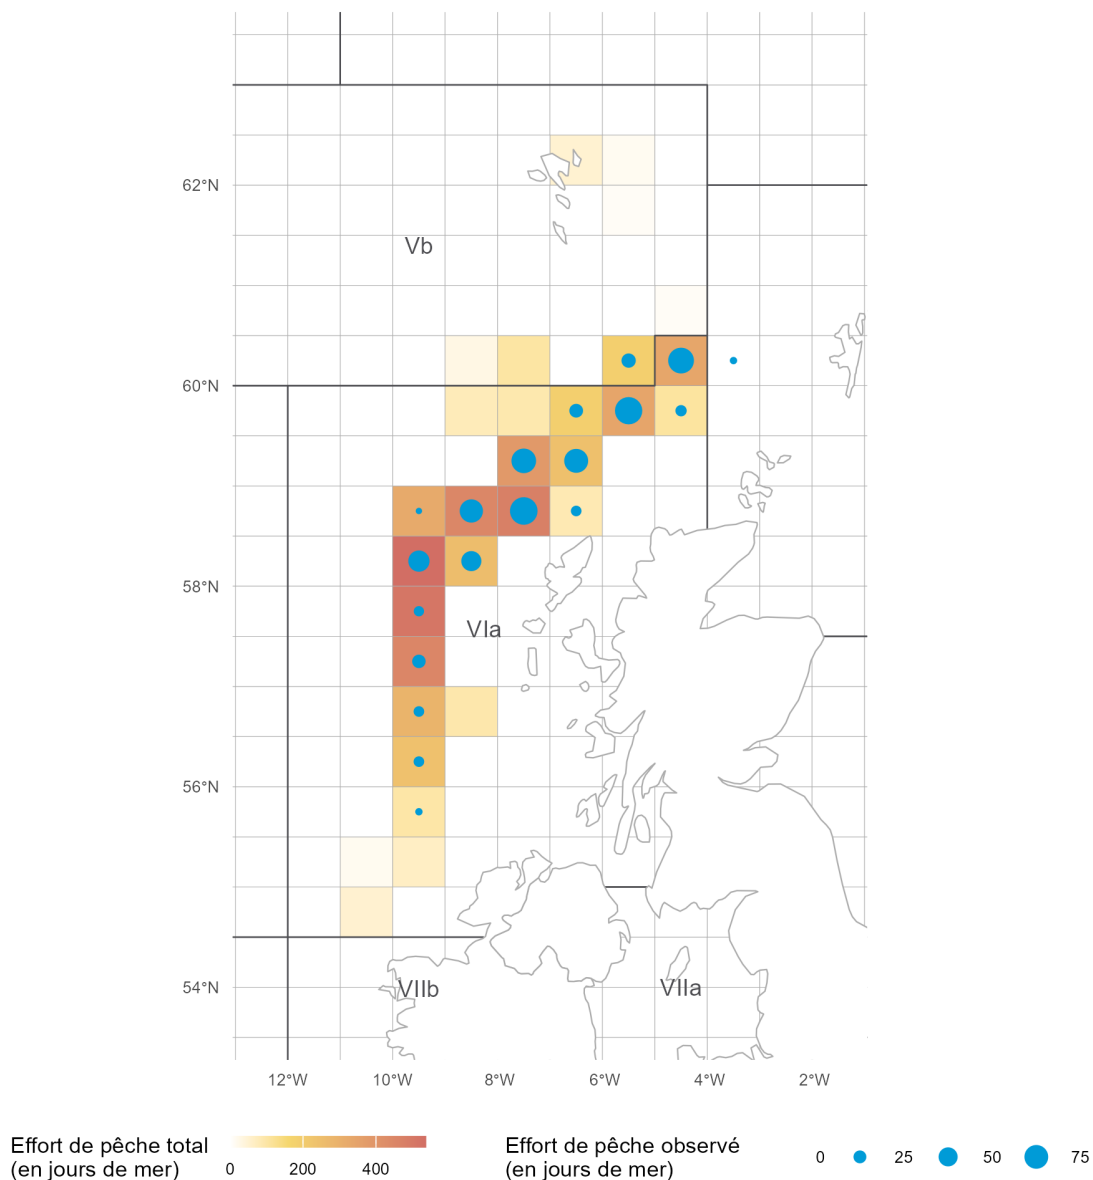 62°N
Vb
60°N
58°N
VIa
56°N
54°N
VIIb
VIIa
12°W
10°W
8°W
6°W
4°W
2°W
Effort de pêche total
(en jours de mer)
0
200
400
Effort de pêche observé
(en jours de mer)
0
25
50
75